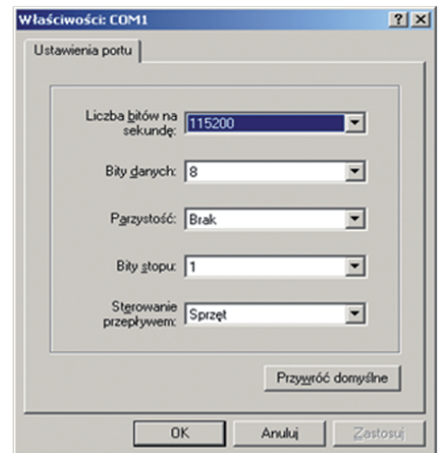 Właściwości: COM1
Ustawienia portu
Liczba bitów na
sekundę:
115200
Bity danych: 8
Parzystość: Brak
Bity stopu: 1
Sterowanie
przepływem:
Sprzęt
Przywróć domyślne
OK Anuluj Zastosuj